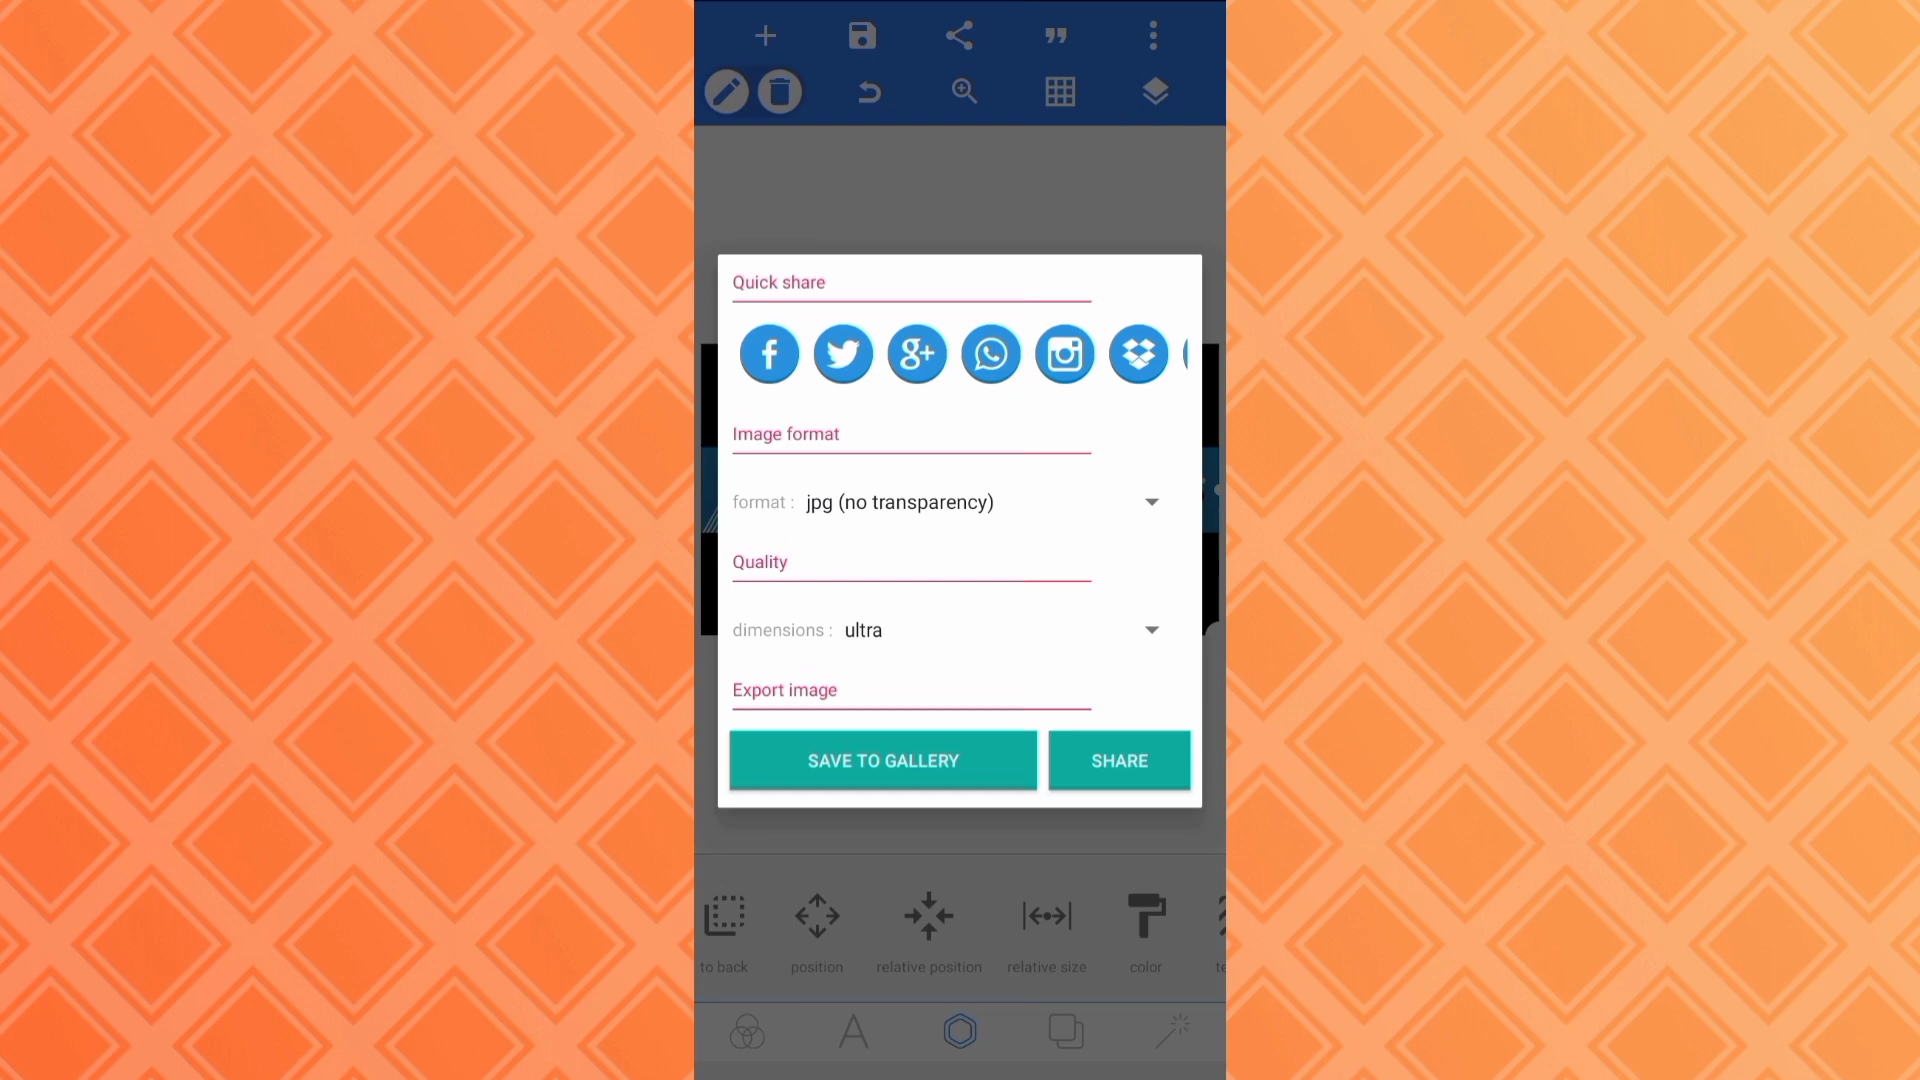 Quick share
Image format
format : jpg (no transparency)
Quality
dimensions : ultra
Export image
SAVE TO GALLERY SHARE
to back position relative position relative size color te